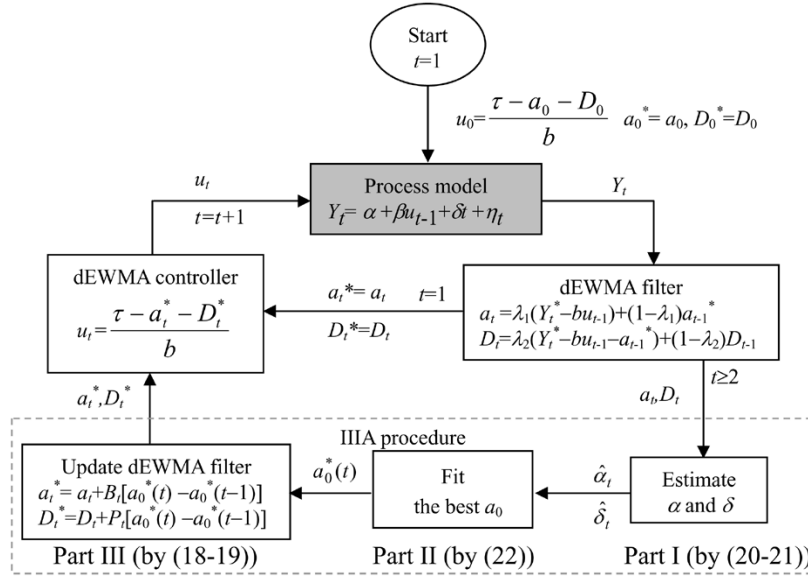 Start
t=1
u₀=(τ−a₀−D₀)/b   a₀*=a₀, D₀*=D₀
Process model
Yₜ= α+βuₜ₋₁+δt+ηₜ
uₜ
t=t+1
Yₜ
dEWMA controller
uₜ=(τ−aₜ*−Dₜ*)/b
aₜ*=aₜ   t=1
Dₜ*=Dₜ
dEWMA filter
aₜ=λ₁(Yₜ*−buₜ₋₁)+(1−λ₁)aₜ₋₁*
Dₜ=λ₂(Yₜ*−buₜ₋₁−aₜ₋₁*)+(1−λ₂)Dₜ₋₁
t≥2
aₜ,Dₜ
aₜ*,Dₜ*
IIIA procedure
Update dEWMA filter
aₜ*= aₜ+Bₜ[a₀*(t) −a₀*(t−1)]
Dₜ*=Dₜ+Pₜ[a₀*(t) −a₀*(t−1)]
a₀*(t)
Fit
the best a₀
α̂ₜ
δ̂ₜ
Estimate
α and δ
Part III (by (18-19))   Part II (by (22))   Part I (by (20-21))